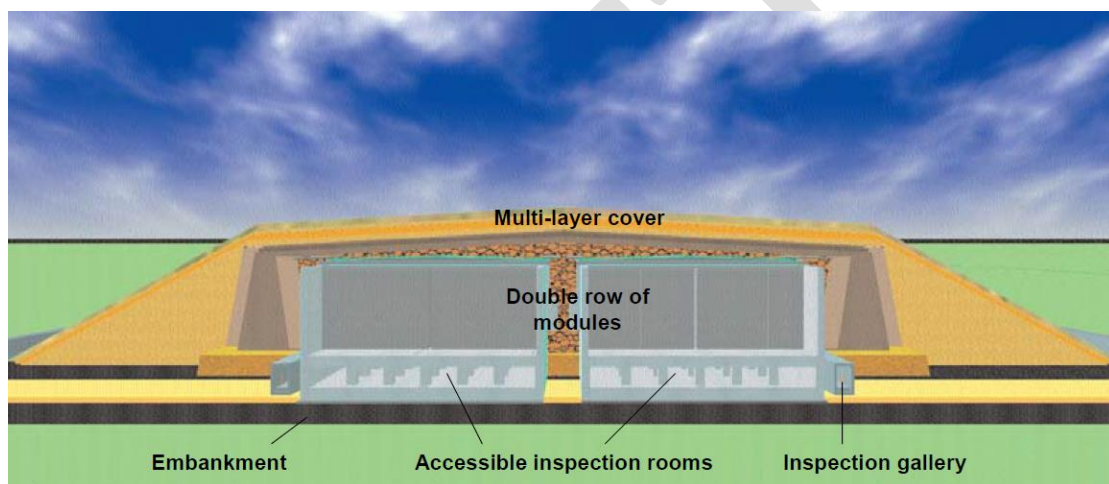 Multi-layer cover
Double row of
modules
Embankment
Accessible inspection rooms
Inspection gallery